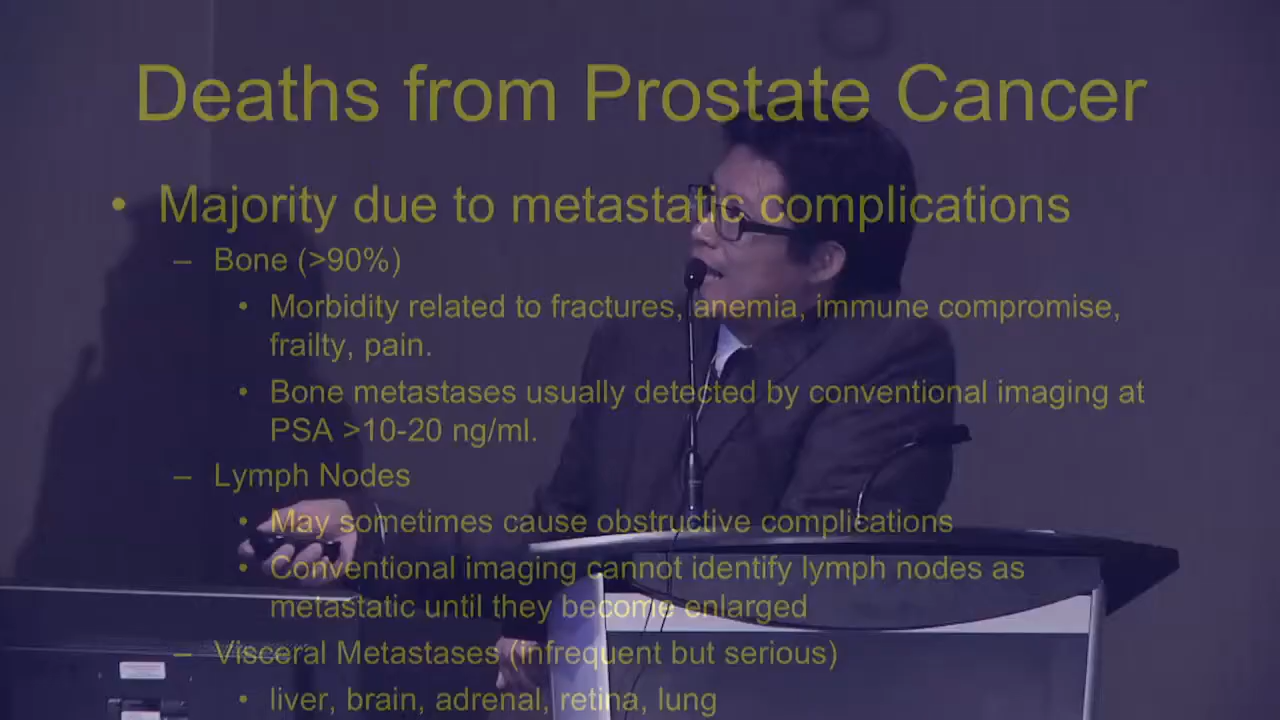 Deaths from Prostate Cancer
• Majority due to metastatic complications
– Bone (>90%)
• Morbidity related to fractures, anemia, immune compromise,
frailty, pain.
• Bone metastases usually detected by conventional imaging at
PSA >10-20 ng/ml.
– Lymph Nodes
• May sometimes cause obstructive complications
• Conventional imaging cannot identify lymph nodes as
metastatic until they become enlarged
– Visceral Metastases (infrequent but serious)
• liver, brain, adrenal, retina, lung